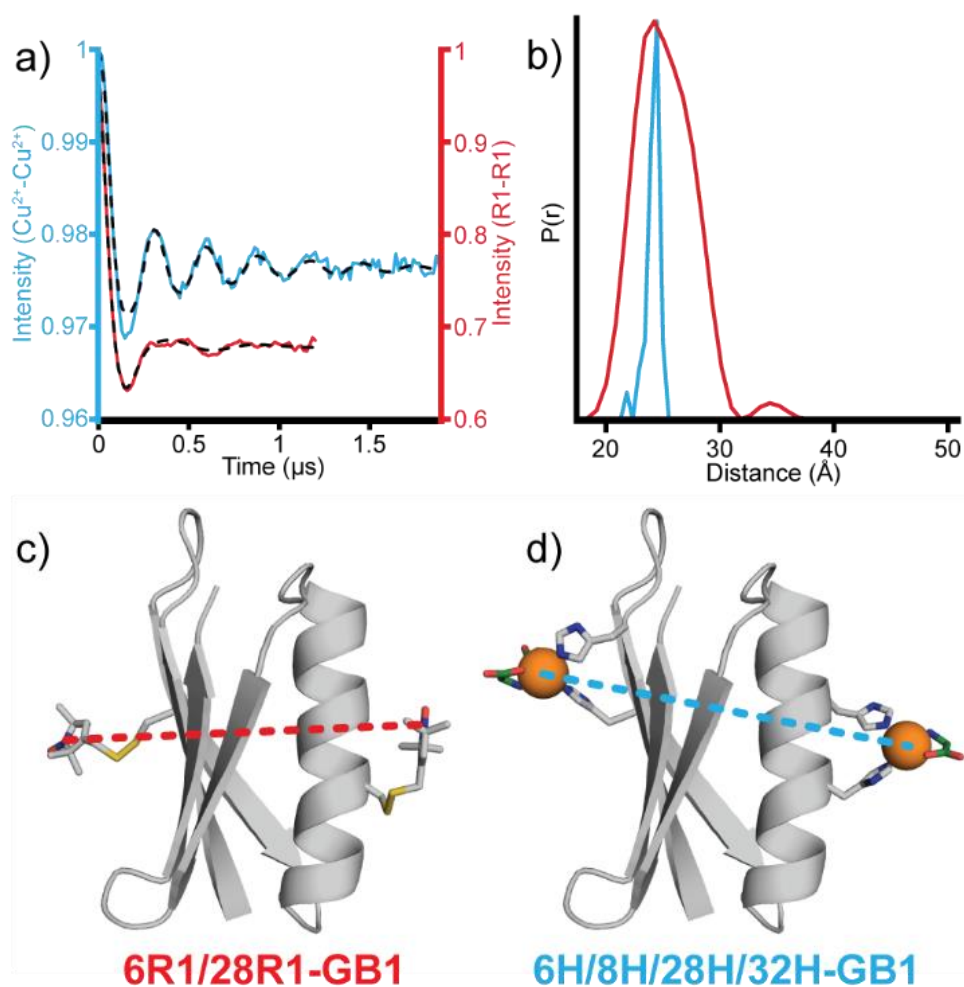 a)
1
0.99
0.98
0.97
0.96
Intensity (Cu²⁺-Cu²⁺)
1
0.9
0.8
0.7
0.6
Intensity (R1-R1)
0
0.5
1
1.5
Time (µs)
b)
P(r)
20
30
40
50
Distance (Å)
c)
d)
6R1/28R1-GB1
6H/8H/28H/32H-GB1